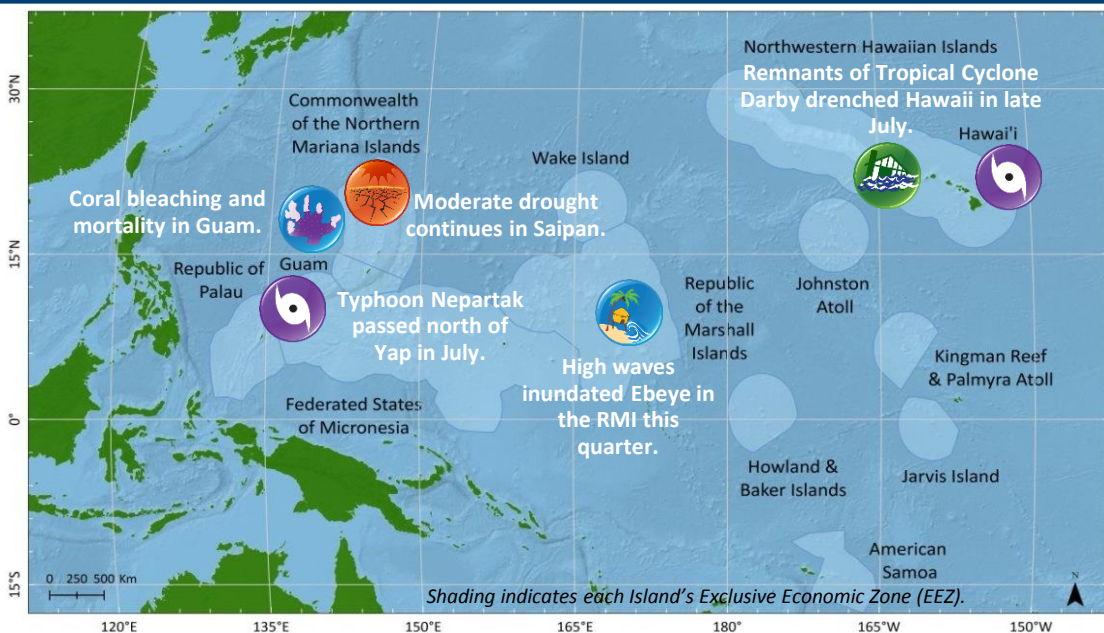 Northwestern Hawaiian Islands
Remnants of Tropical Cyclone
Darby drenched Hawaii in late
July.
Hawai'i
30°N
Commonwealth
of the Northern
Mariana Islands
Wake Island
Coral bleaching and
mortality in Guam.
Moderate drought
continues in Saipan.
15°N
Republic of
Palau
Guam
Typhoon Nepartak
passed north of
Yap in July.
Republic
of the
Marshall
Islands
Johnston
Atoll
High waves
inundated Ebeye in
the RMI this
quarter.
Kingman Reef
& Palmyra Atoll
Federated States
of Micronesia
0°
Howland &
Baker Islands
Jarvis Island
American
Samoa
0 250 500 Km
15°S
Shading indicates each Island's Exclusive Economic Zone (EEZ).
N
120°E 135°E 150°E 165°E 180° 165°W 150°W